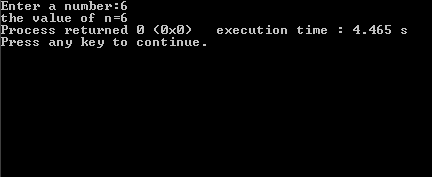 Enter a number:6
the value of n=6
Process returned 0 (0x0)   execution time : 4.465 s
Press any key to continue.